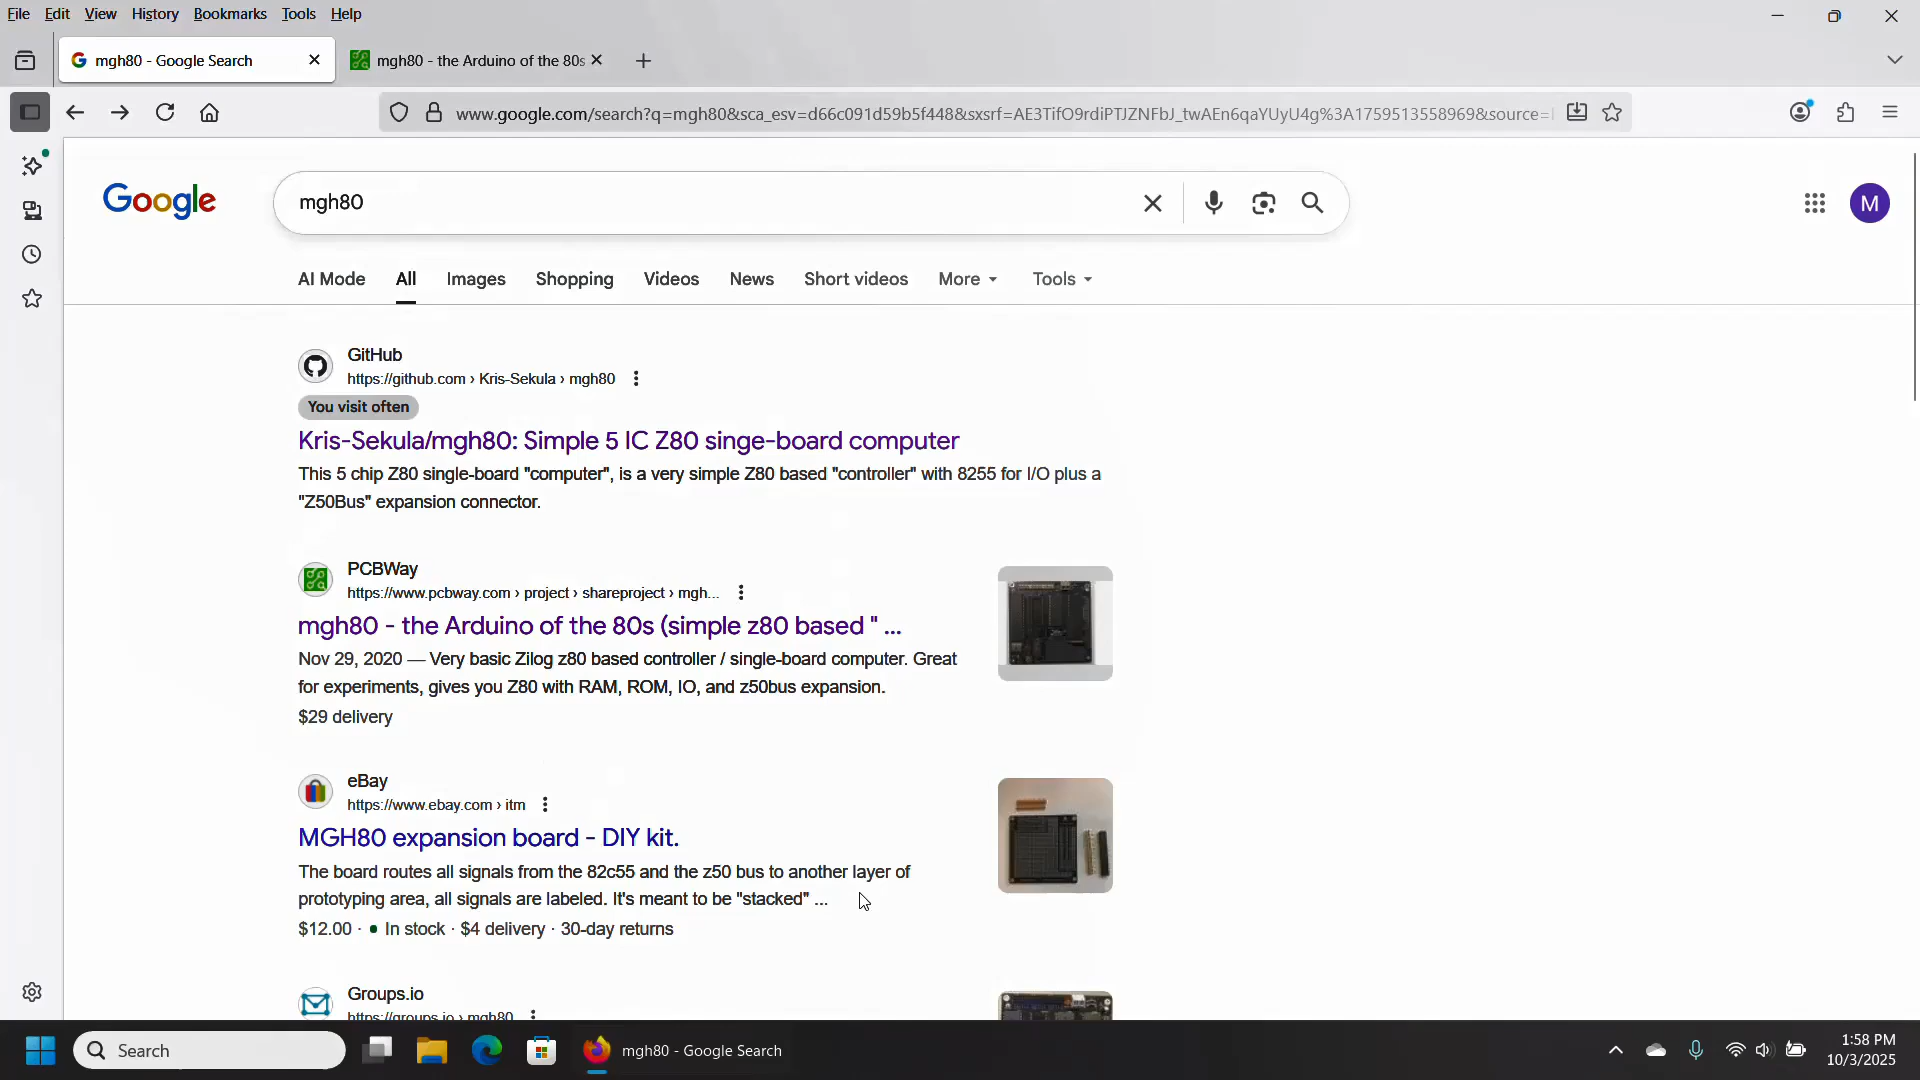 File Edit View History Bookmarks Tools Help
mgh80 - Google Search
mgh80 - the Arduino of the 80s
www.google.com/search?q=mgh80&sca_esv=d66c091d59b5f448&sxsrf=AE3TifO9rdiPTJZNFbJ_twAEn6qaYUyU4g%3A1759513558969&source=
Google
mgh80
M
AI Mode All Images Shopping Videos News Short videos More Tools
GitHub
https://github.com › Kris-Sekula › mgh80
You visit often
Kris-Sekula/mgh80: Simple 5 IC Z80 singe-board computer
This 5 chip Z80 single-board "computer", is a very simple Z80 based "controller" with 8255 for I/O plus a
"Z50Bus" expansion connector.
PCBWay
https://www.pcbway.com › project › shareproject › mgh...
mgh80 - the Arduino of the 80s (simple z80 based " ...
Nov 29, 2020 — Very basic Zilog z80 based controller / single-board computer. Great
for experiments, gives you Z80 with RAM, ROM, IO, and z50bus expansion.
$29 delivery
eBay
https://www.ebay.com › itm
MGH80 expansion board - DIY kit.
The board routes all signals from the 82c55 and the z50 bus to another layer of
prototyping area, all signals are labeled. It's meant to be "stacked" ...
$12.00 · In stock · $4 delivery · 30-day returns
Groups.io
https://groups.io › mgh80
Search
mgh80 - Google Search
1:58 PM
10/3/2025